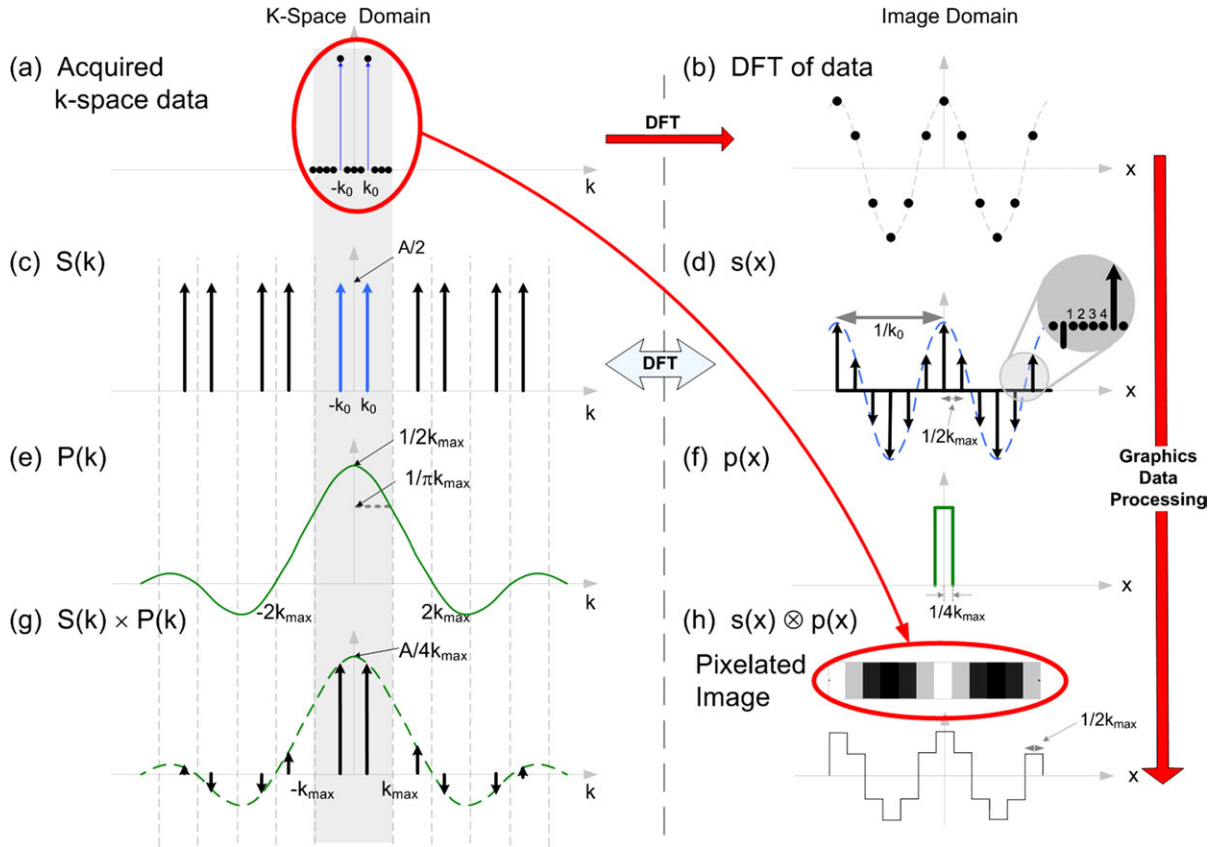 K-Space Domain
Image Domain
(a) Acquired
k-space data
-k₀ k₀
k
DFT
(b) DFT of data
x
(c) S(k)
A/2
-k₀ k₀
k
DFT
(d) s(x)
1/k₀
1/2kmax
1 2 3 4
x
(e) P(k)
1/2kmax
1/πkmax
-2kmax
2kmax
k
(f) p(x)
1/4kmax
x
Graphics
Data
Processing
(g) S(k) × P(k)
A/4kmax
-kmax
kmax
k
(h) s(x) ⊗ p(x)
Pixelated
Image
1/2kmax
x